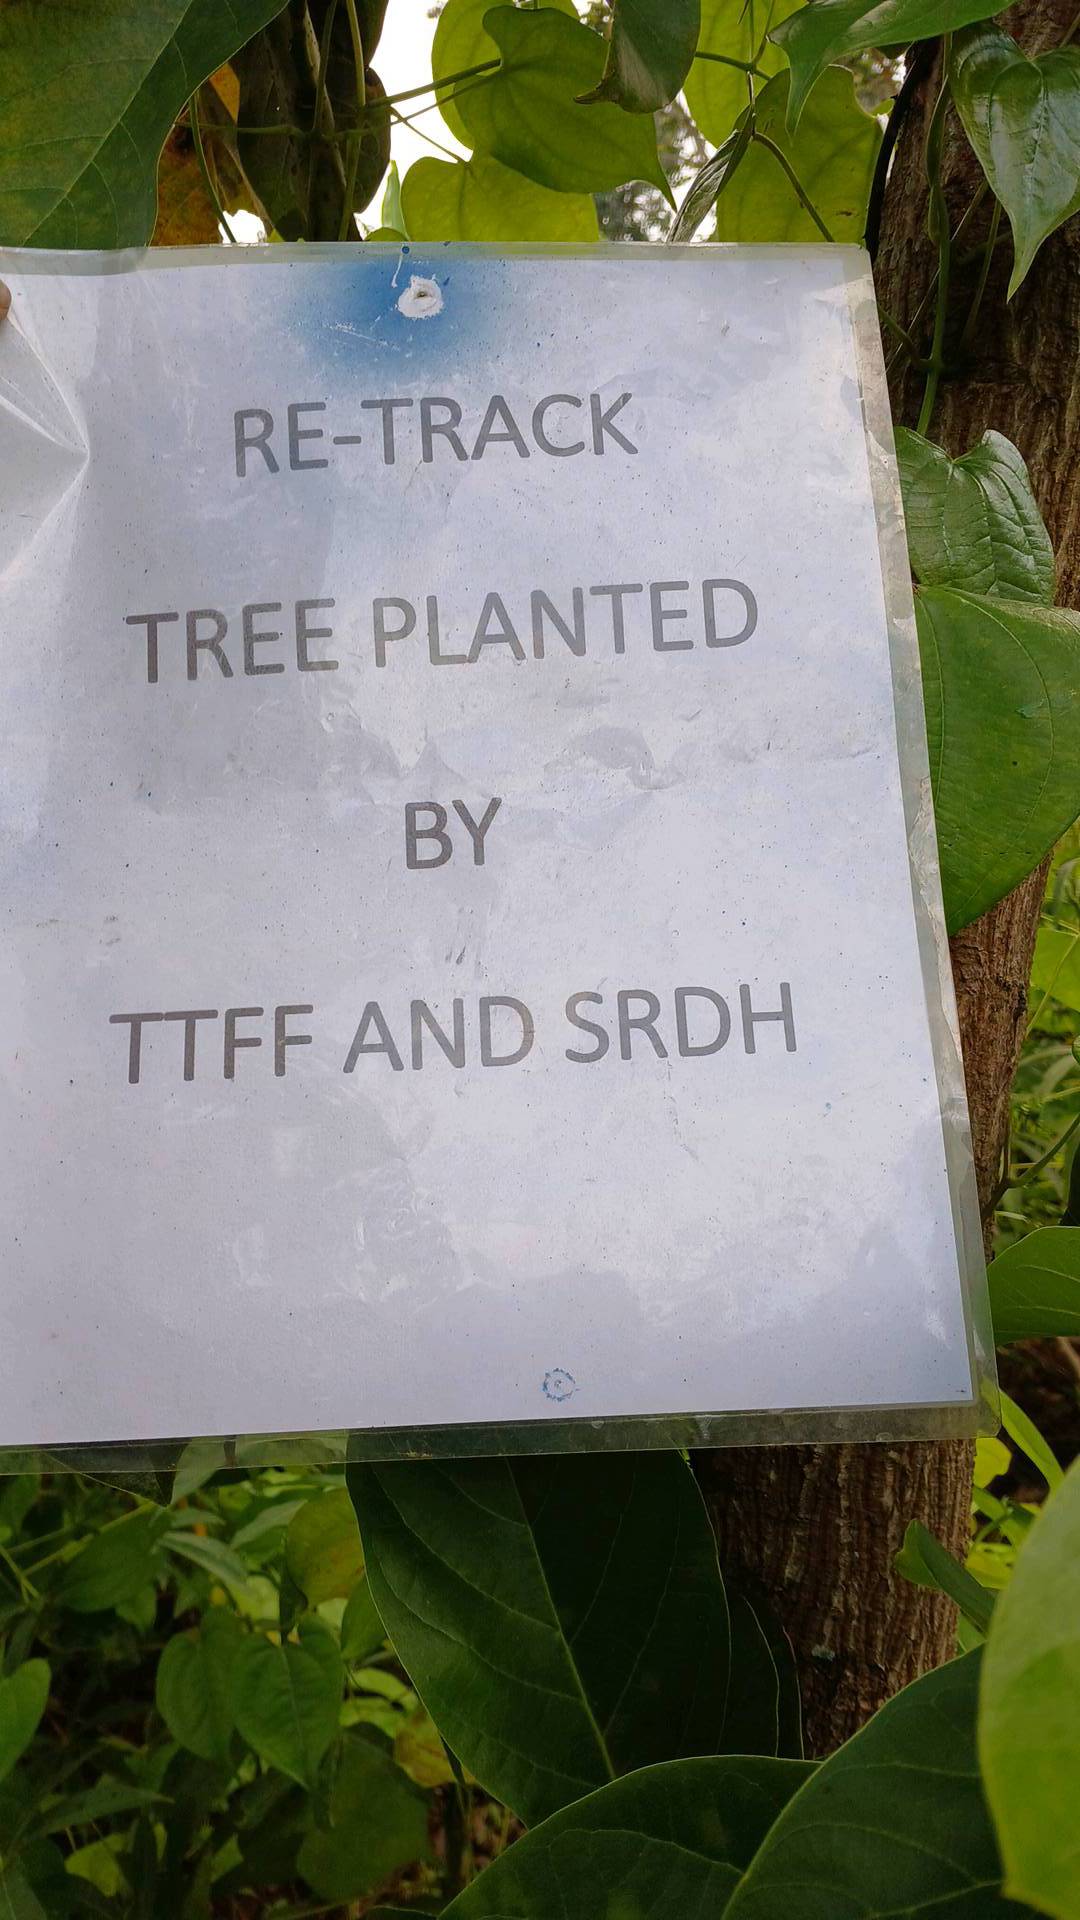 RE-TRACK
TREE PLANTED
BY
TTFF AND SRDH